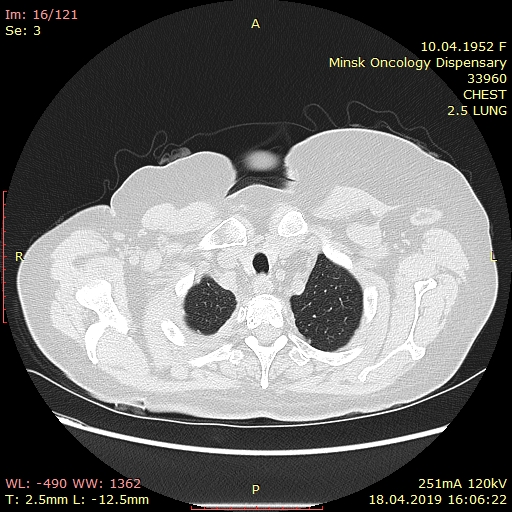 Im: 16/121
Se: 3
A
10.04.1952 F
Minsk Oncology Dispensary
33960
CHEST
2.5 LUNG
R
L
WL: -490 WW: 1362
T: 2.5mm L: -12.5mm
P
251mA 120kV
18.04.2019 16:06:22